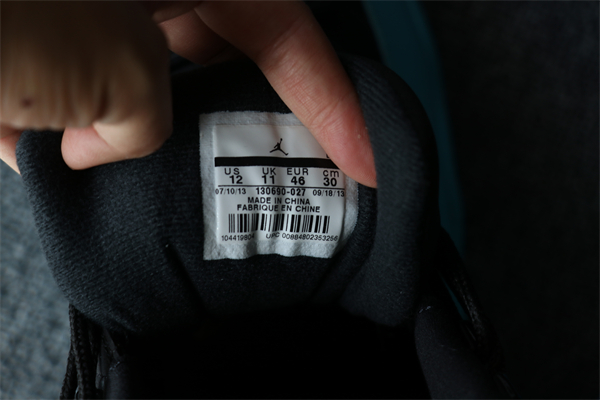 US UK EUR cm
12 11 46 30
07/10/13 130690-027 09/18/13
MADE IN CHINA
FABRIQUE EN CHINE
UPC 00884802353256